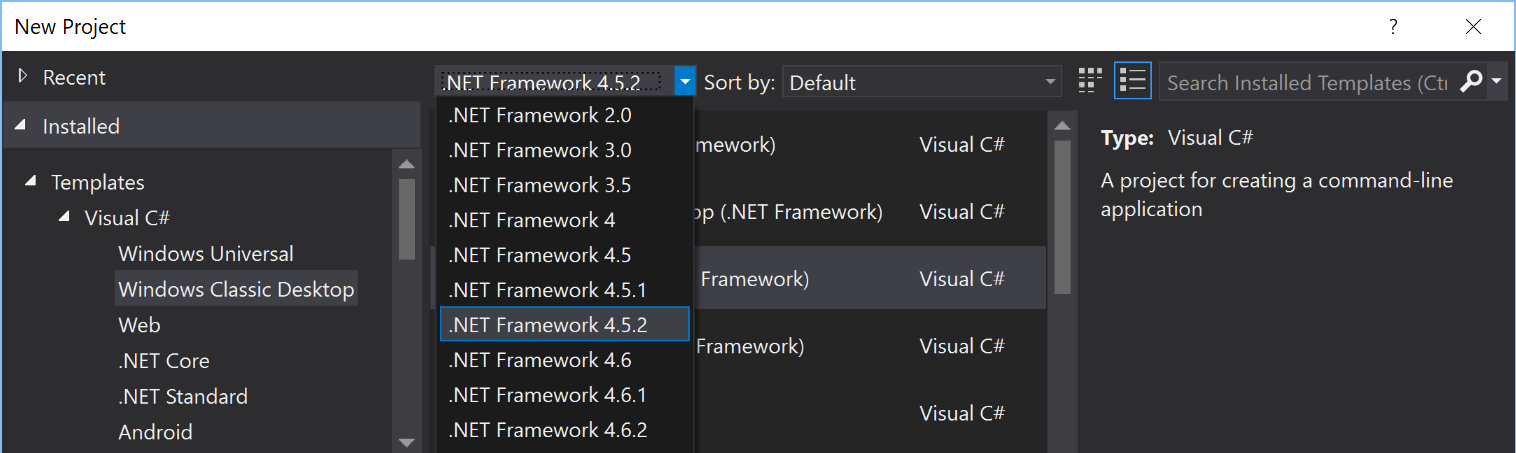 New Project
?
Recent
Installed
Templates
Visual C#
Windows Universal
Windows Classic Desktop
Web
.NET Core
.NET Standard
Android
.NET Framework 4.5.2
Sort by: Default
Search Installed Templates (Ctr
.NET Framework 2.0
.NET Framework 3.0
.NET Framework 3.5
.NET Framework 4
.NET Framework 4.5
.NET Framework 4.5.1
.NET Framework 4.5.2
.NET Framework 4.6
.NET Framework 4.6.1
.NET Framework 4.6.2
mework) Visual C#
pp (.NET Framework) Visual C#
Framework) Visual C#
Framework) Visual C#
Visual C#
Type: Visual C#
A project for creating a command-line
application